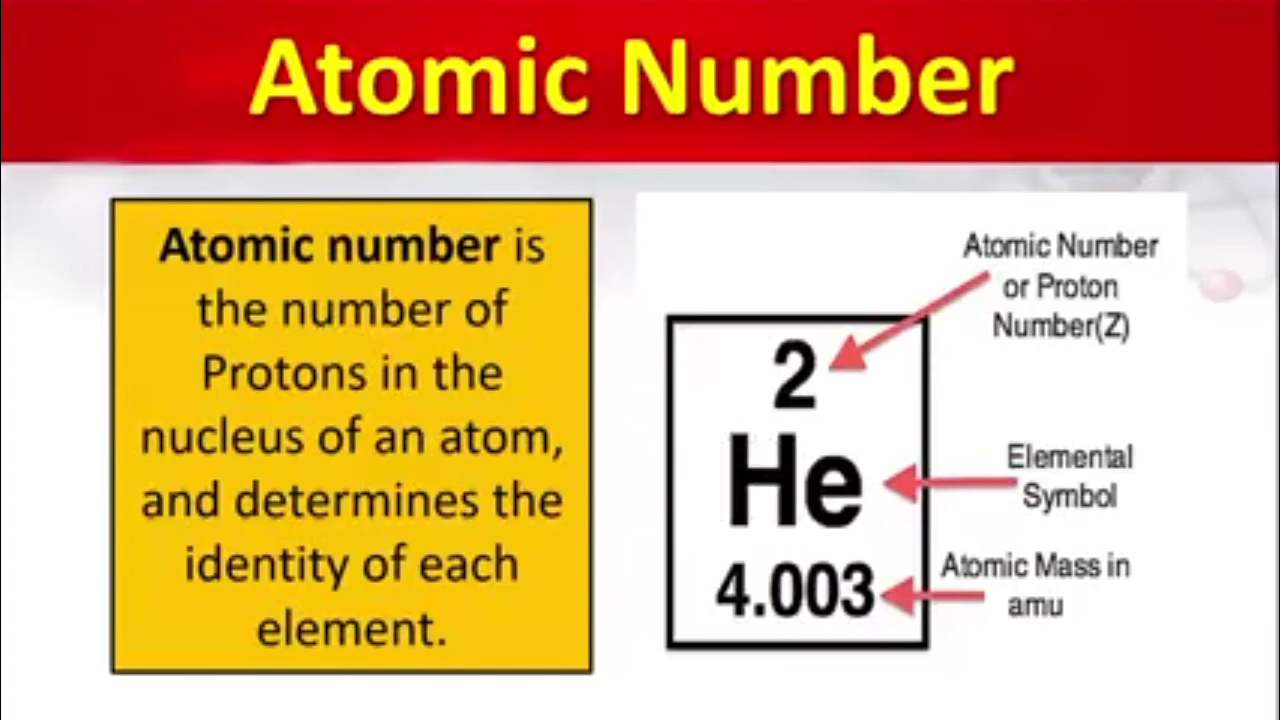 Atomic Number
Atomic number is
the number of
Protons in the
nucleus of an atom,
and determines the
identity of each
element.
Atomic Number
or Proton
Number(Z)
2
He
Elemental
Symbol
4.003
Atomic Mass in
amu